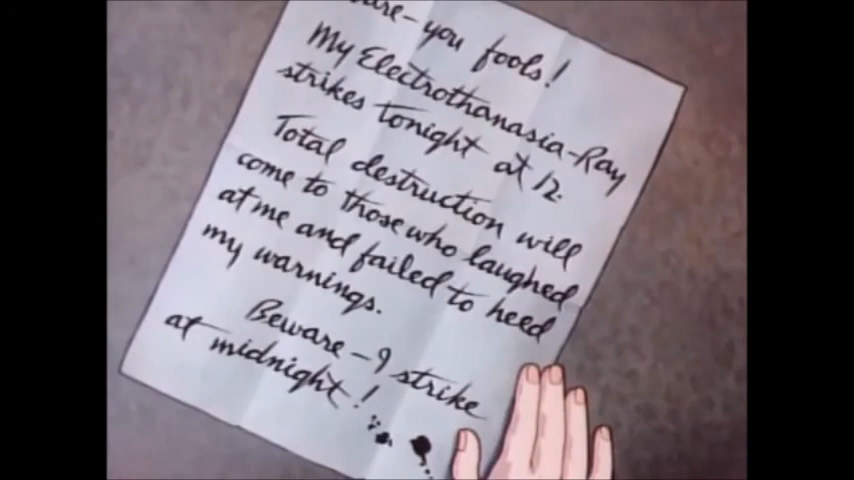 you fools!
My Electrothanasia-Ray
strikes tonight at 12.
Total destruction will
come to those who laughed
at me and failed to heed
my warnings.
Beware-I strike
at midnight!